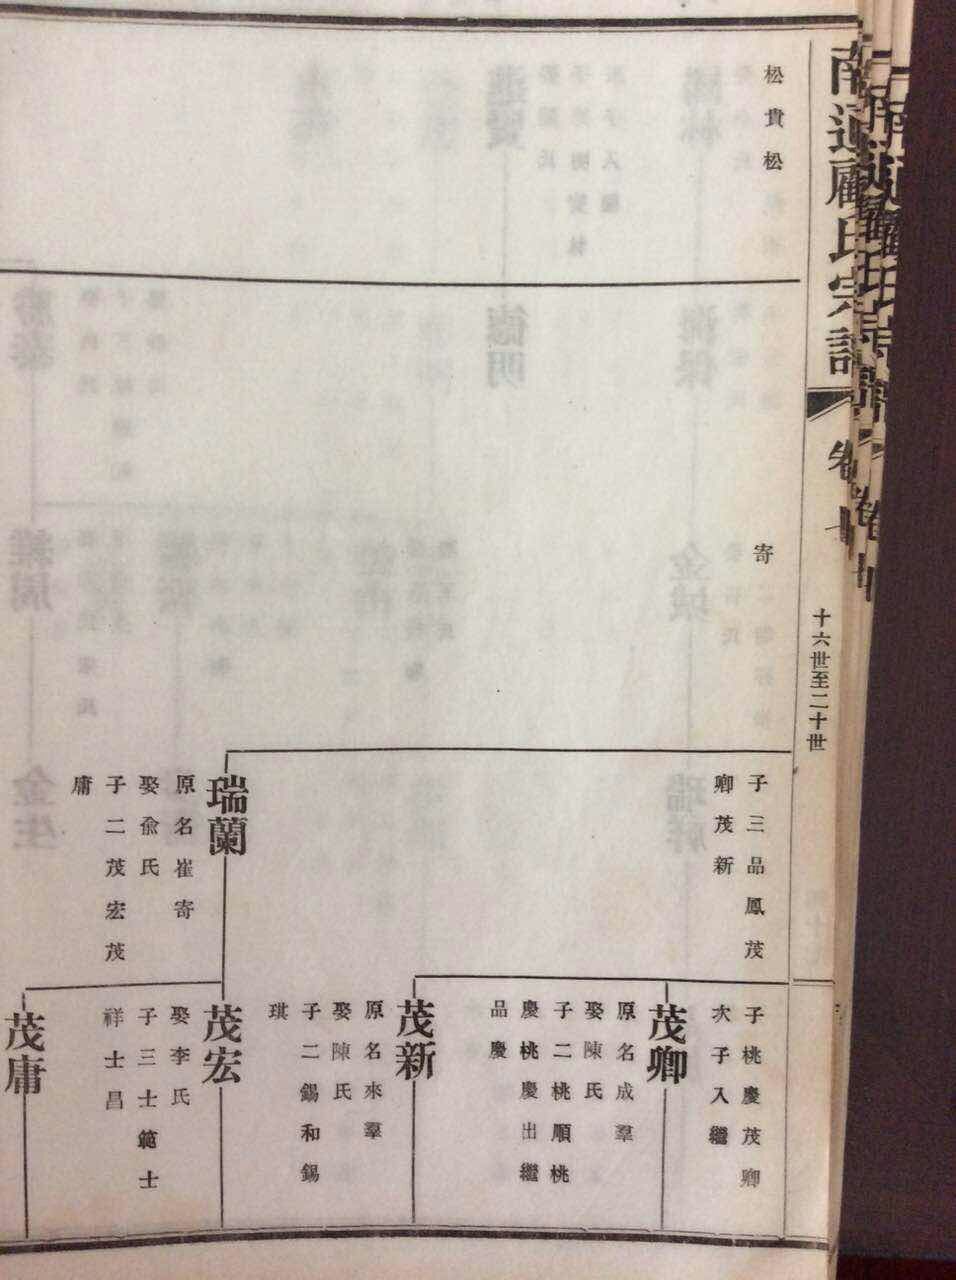 南通顧氏宗譜
卷十
十六世至二十世
松貴松
寄
子三品鳳茂
卿茂新
瑞蘭
原名崔寄
娶兪氏
子二茂宏茂
庸
子桃慶茂卿
次子入繼
茂卿
原名成羣
娶陳氏
子二桃順桃
慶桃慶出繼
品慶
茂新
原名來羣
娶陳氏
子二錫和錫
琪
茂宏
娶李氏
子三士範士
祥士昌
茂庸